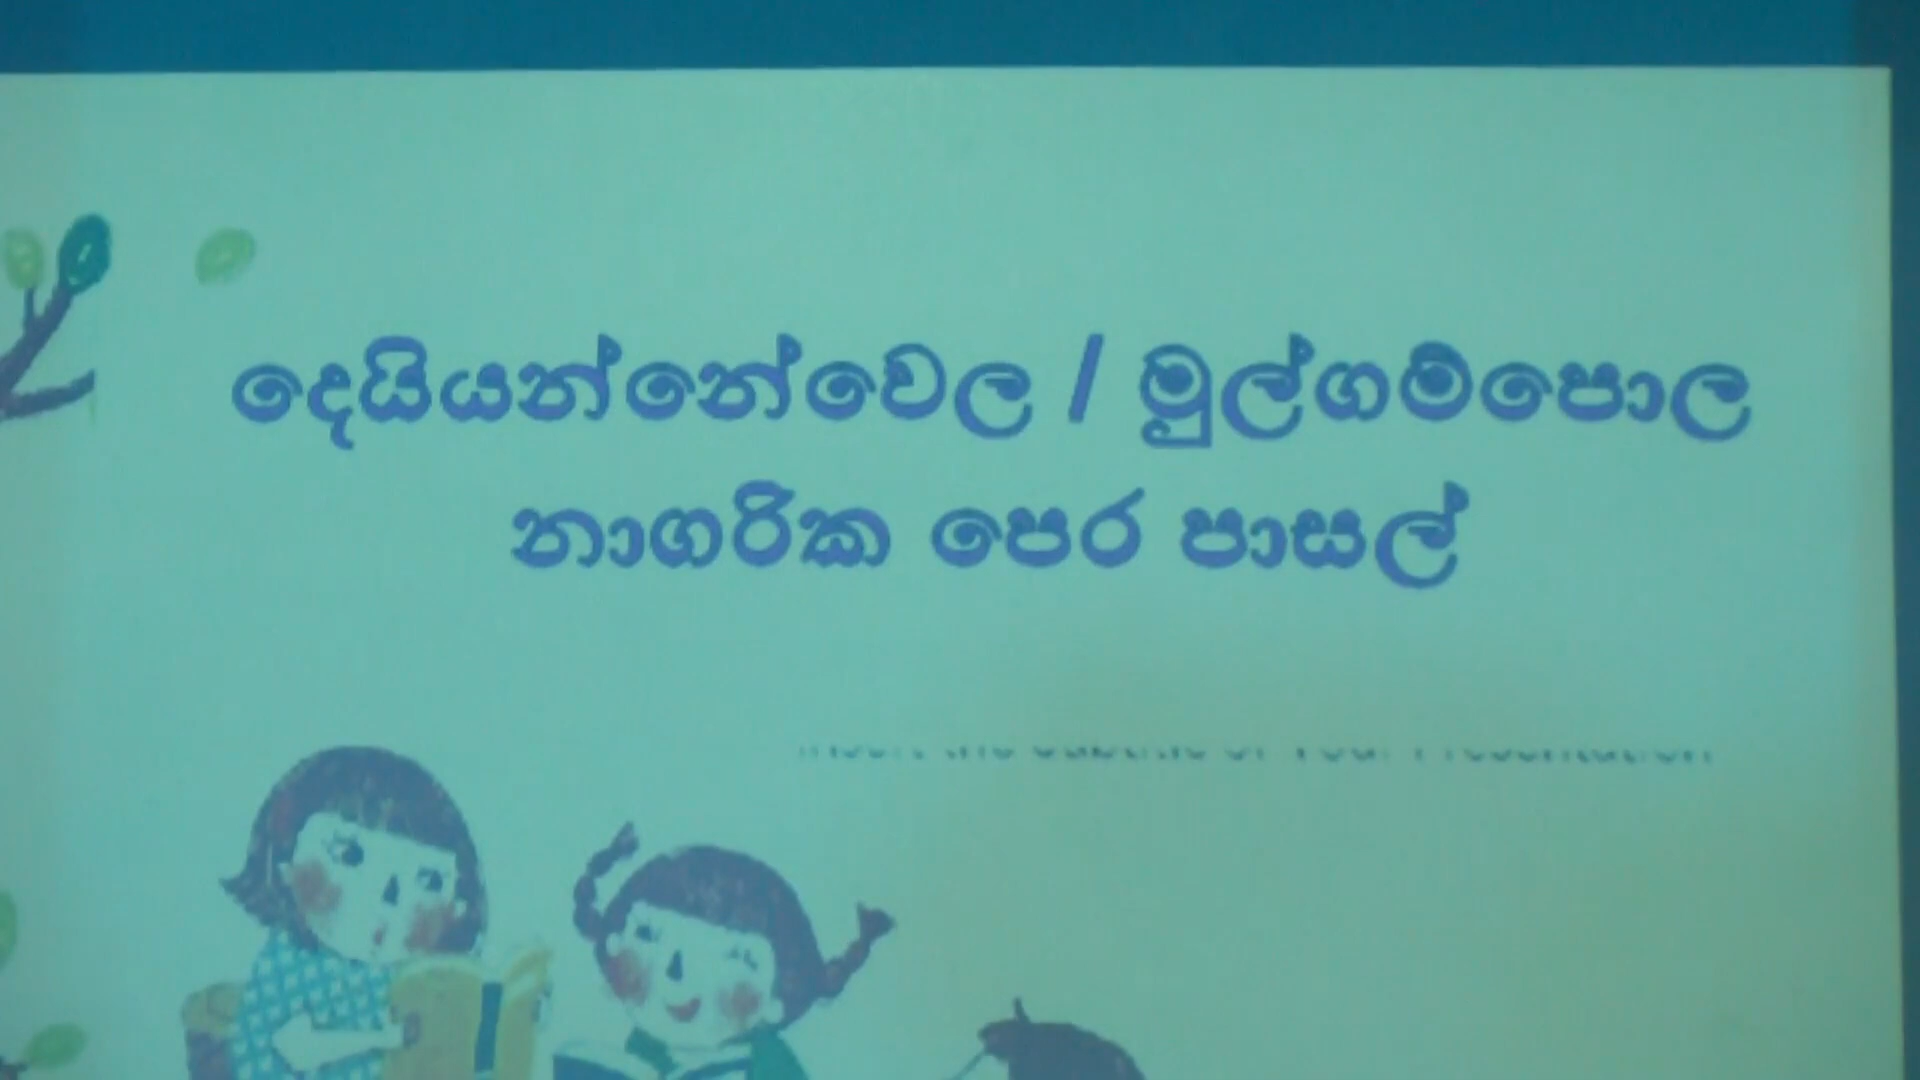 දෙයියන්නේවෙල / මුල්ගම්පොල
නාගරික පෙර පාසල්